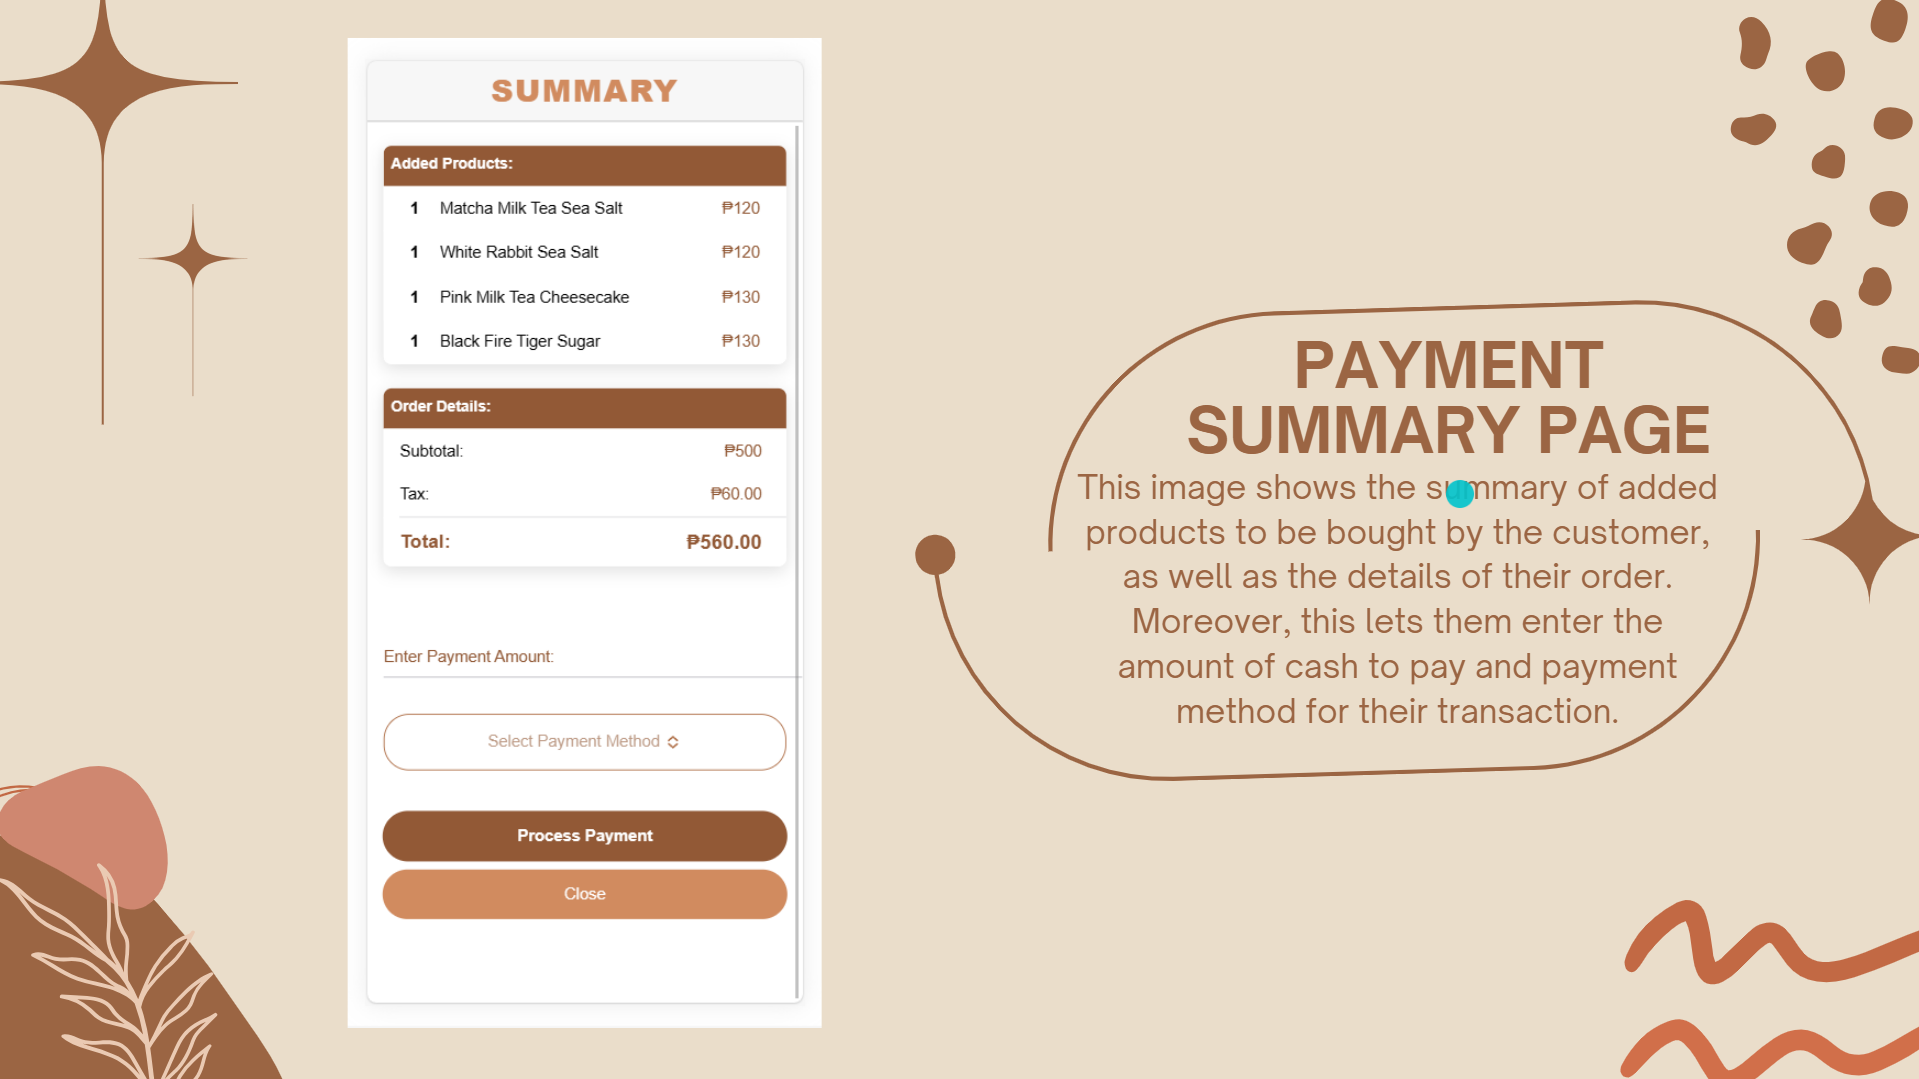 SUMMARY
Added Products:
1 Matcha Milk Tea Sea Salt ₱120
1 White Rabbit Sea Salt ₱120
1 Pink Milk Tea Cheesecake ₱130
1 Black Fire Tiger Sugar ₱130
Order Details:
Subtotal: ₱500
Tax: ₱60.00
Total: ₱560.00
Enter Payment Amount:
Select Payment Method
Process Payment
Close
PAYMENT
SUMMARY PAGE
This image shows the summary of added
products to be bought by the customer,
as well as the details of their order.
Moreover, this lets them enter the
amount of cash to pay and payment
method for their transaction.